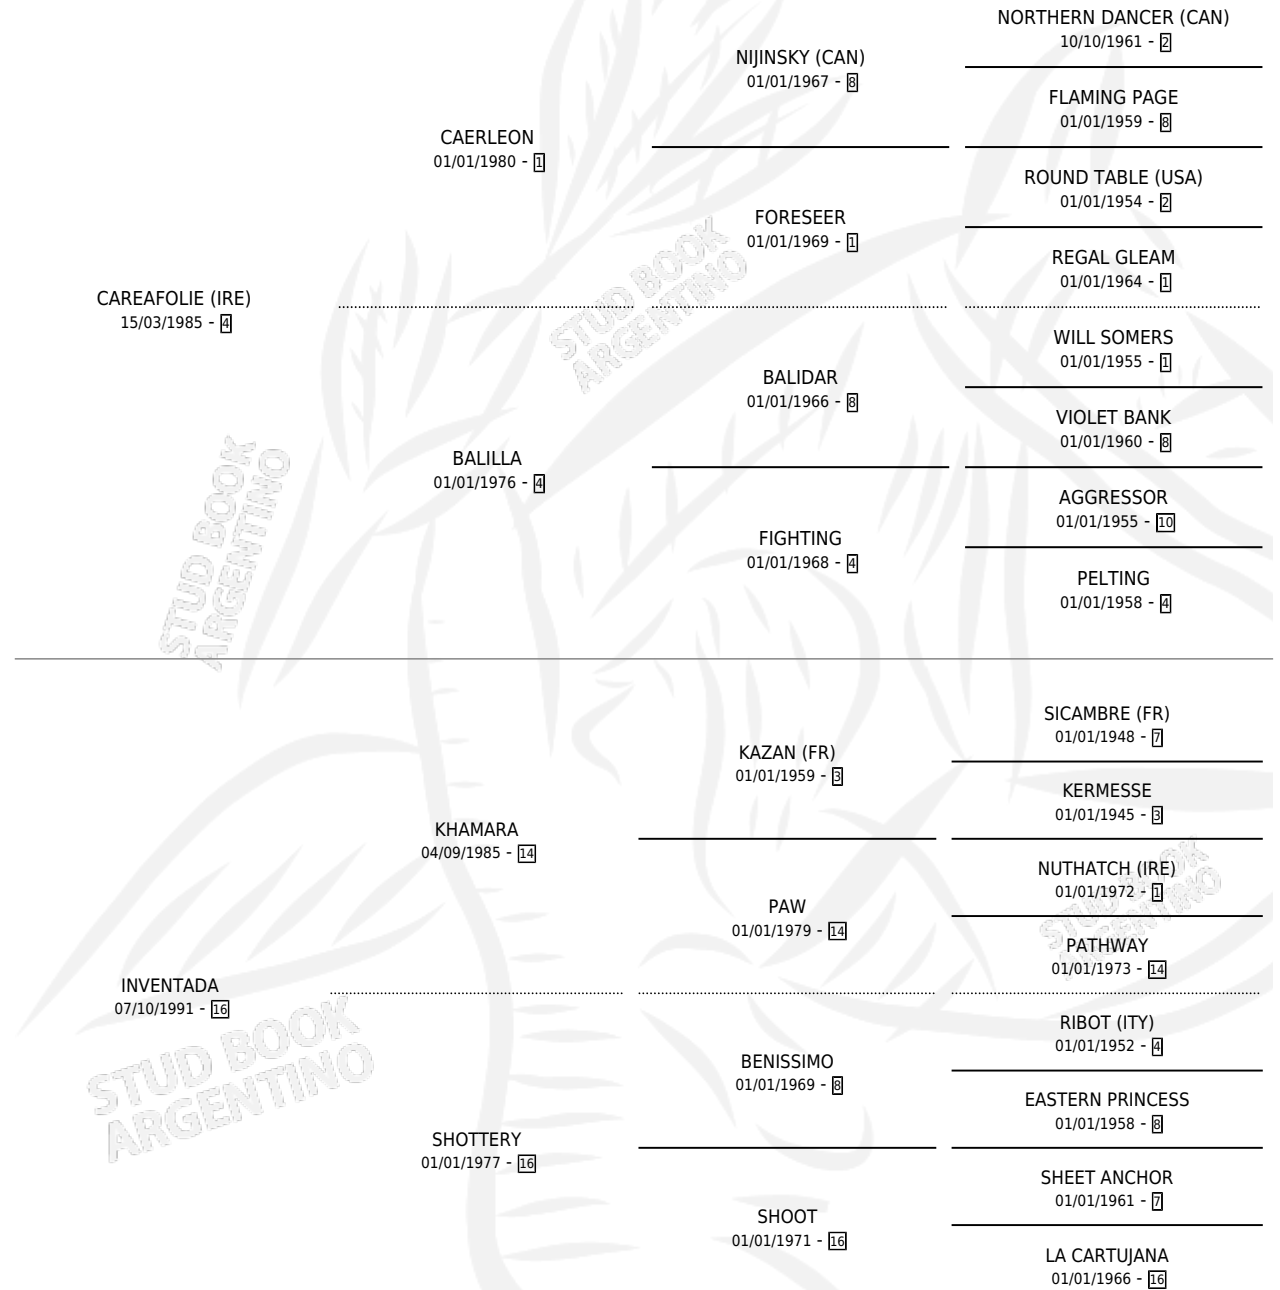 NORTHERN DANCER (CAN)
10/10/1961 - 2
NIJINSKY (CAN)
01/01/1967 - 8
FLAMING PAGE
01/01/1959 - 8
CAERLEON
01/01/1980 - 1
ROUND TABLE (USA)
01/01/1954 - 2
FORESEER
01/01/1969 - 1
REGAL GLEAM
01/01/1964 - 1
CAREAFOLIE (IRE)
15/03/1985 - 4
STUD BOOK
ARGENTINO
WILL SOMERS
01/01/1955 - 1
BALIDAR
01/01/1966 - 8
VIOLET BANK
01/01/1960 - 8
BALILLA
01/01/1976 - 4
AGGRESSOR
01/01/1955 - 10
FIGHTING
01/01/1968 - 4
PELTING
01/01/1958 - 4
STUD BOOK
ARGENTINO
SICAMBRE (FR)
01/01/1948 - 7
KAZAN (FR)
01/01/1959 - 3
KERMESSE
01/01/1945 - 3
KHAMARA
04/09/1985 - 14
NUTHATCH (IRE)
01/01/1972 - 1
PAW
01/01/1979 - 14
STUD BOOK
ARGENTINO
PATHWAY
01/01/1973 - 14
INVENTADA
07/10/1991 - 16
RIBOT (ITY)
01/01/1952 - 4
STUD BOOK
ARGENTINO
BENISSIMO
01/01/1969 - 8
EASTERN PRINCESS
01/01/1958 - 8
SHOTTERY
01/01/1977 - 16
SHEET ANCHOR
01/01/1961 - 7
SHOOT
01/01/1971 - 16
LA CARTUJANA
01/01/1966 - 16